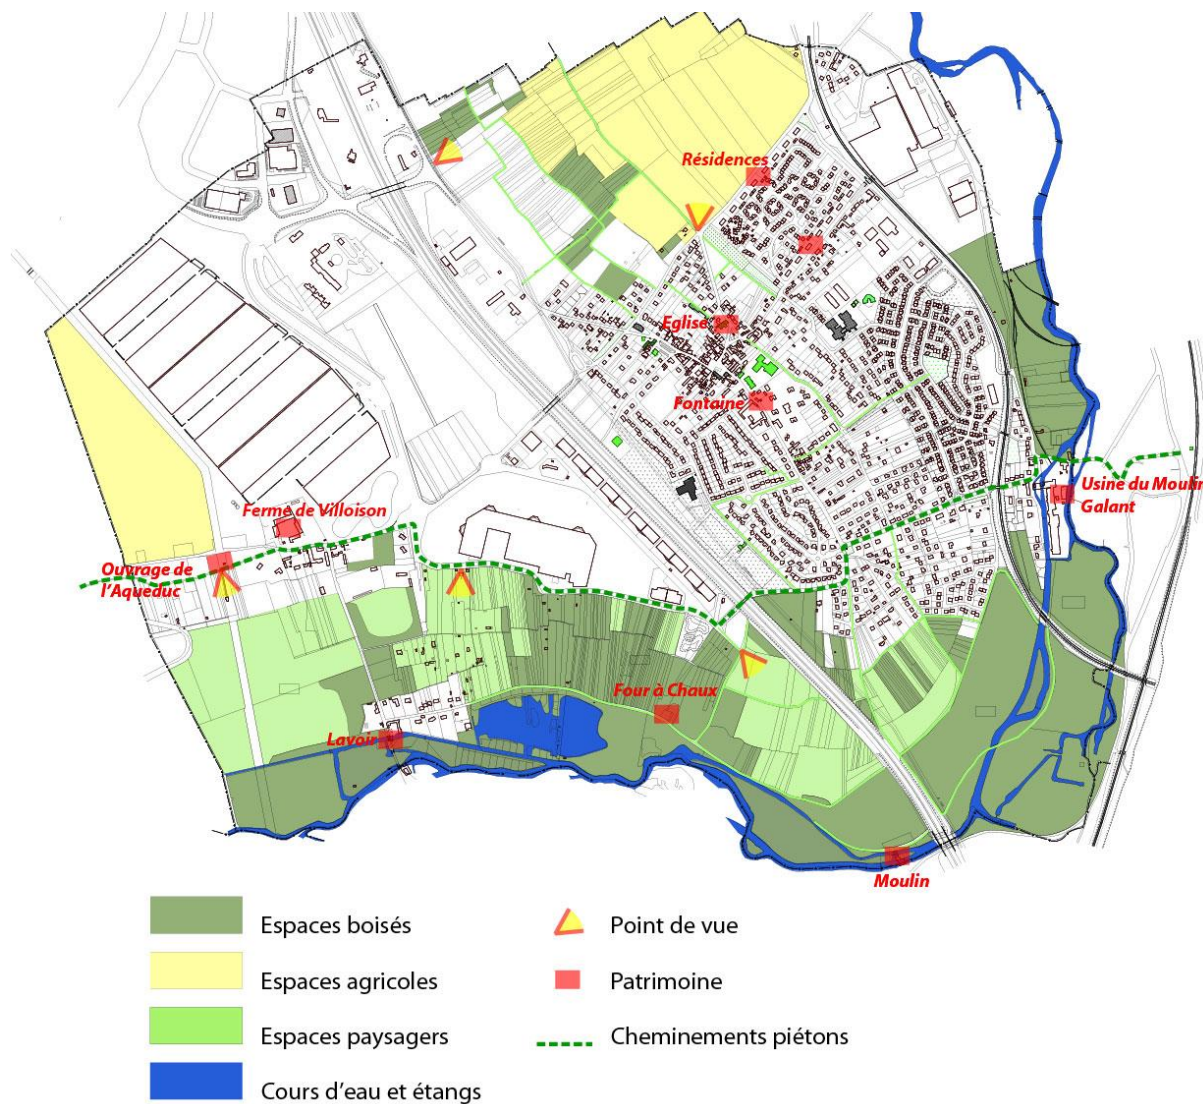 Résidences
Eglise
Fontaine
Ferme de Villoison
Usine du Moulin
Galant
Ouvrage de
l'Aqueduc
Four à Chaux
Lavoir
Moulin
Espaces boisés
Point de vue
Espaces agricoles
Patrimoine
Espaces paysagers
Cheminements piétons
Cours d'eau et étangs